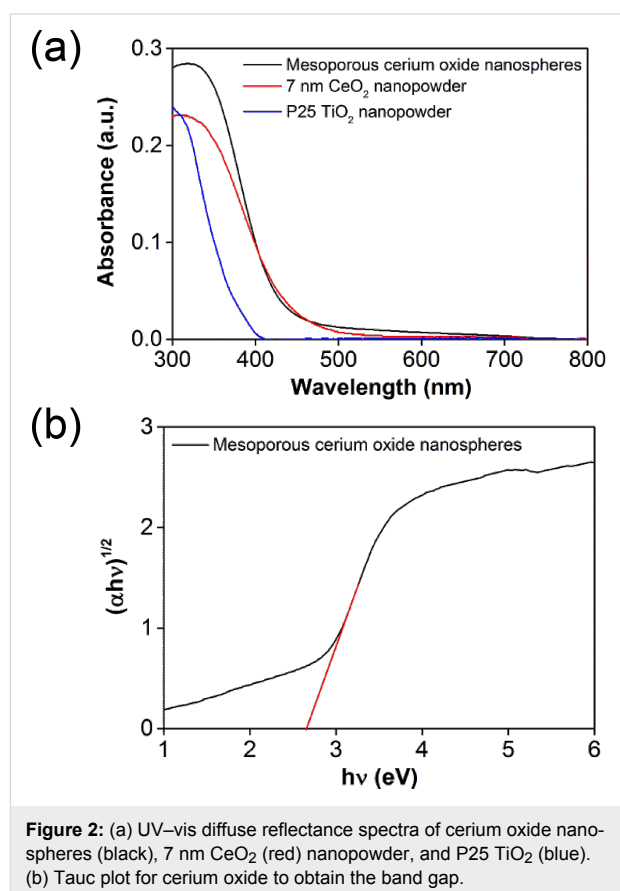 (a)
0.3
0.2
0.1
0.0
Absorbance (a.u.)
Mesoporous cerium oxide nanospheres
7 nm CeO₂ nanopowder
P25 TiO₂ nanopowder
300 400 500 600 700 800
Wavelength (nm)
(b)
3
2
1
0
(αhν)¹ᐟ²
Mesoporous cerium oxide nanospheres
1 2 3 4 5 6
hν (eV)
Figure 2: (a) UV–vis diffuse reflectance spectra of cerium oxide nano-
spheres (black), 7 nm CeO₂ (red) nanopowder, and P25 TiO₂ (blue).
(b) Tauc plot for cerium oxide to obtain the band gap.